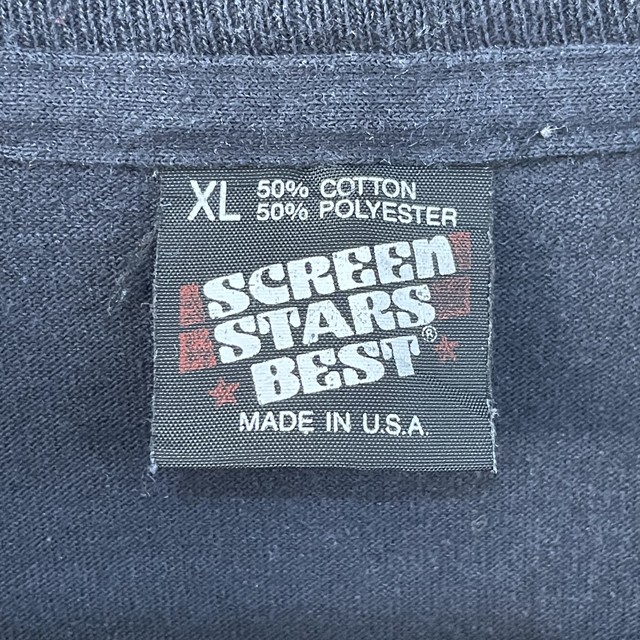 XL 50% COTTON
50% POLYESTER
SCREEN
STARS
BEST®
MADE IN U.S.A